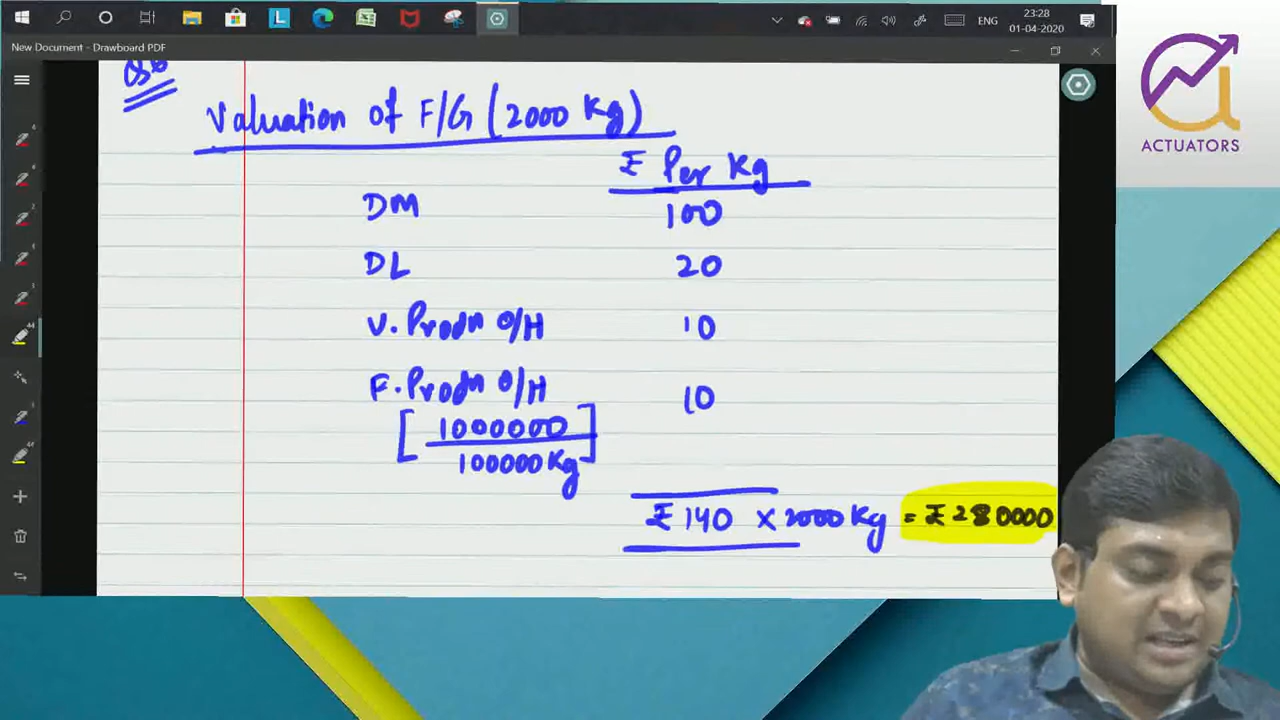 23:28
ENG
01-04-2020
New Document - Drawboard PDF
ACTUATORS
Valuation of F/G (2000 Kg)
₹ Per Kg
DM 100
DL 20
V. Prodn O/H 10
F. Prodn O/H 10
[1000000
100000 Kg]
₹ 140 x 2000 Kg = ₹ 280000